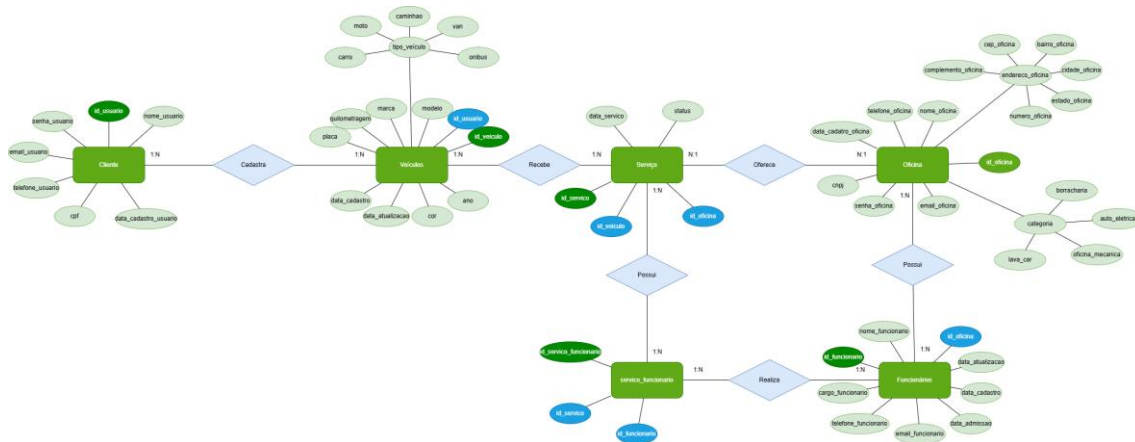 caminhao
moto
van
cep_oficina
bairro_oficina
carro
tipo_veículo
onibus
complemento_oficina
endereco_oficina
cidade_oficina
estado_oficina
numero_oficina
id_usuario
senha_usuario
nome_usuario
marca
modelo
quilometragem
id_usuario
placa
id_veiculo
status
data_servico
telefone_oficina
nome_oficina
data_cadatro_oficina
email_usuario
Cliente
1:N
Cadastra
1:N
Veículos
1:N
Recebe
1:N
Serviço
N:1
Oferece
N:1
Oficina
id_oficina
telefone_usuario
cpf
data_cadastro_usuario
data_cadastro
data_atualizacao
cor
ano
id_servico
1:N
id_veiculo
id_oficina
cnpj
senha_oficina
1:N
email_oficina
borracharia
categoria
auto_eletrica
lava_car
oficina_mecanica
Possui
Possui
nome_funcionario
id_oficina
id_servico_funcionario
1:N
id_funcionario
1:N
data_atualizacao
servico_funcionario
1:N
Realiza
1:N
Funcionários
cargo_funcionario
data_cadastro
id_servico
id_funcionario
telefone_funcionario
email_funcionario
data_admissao